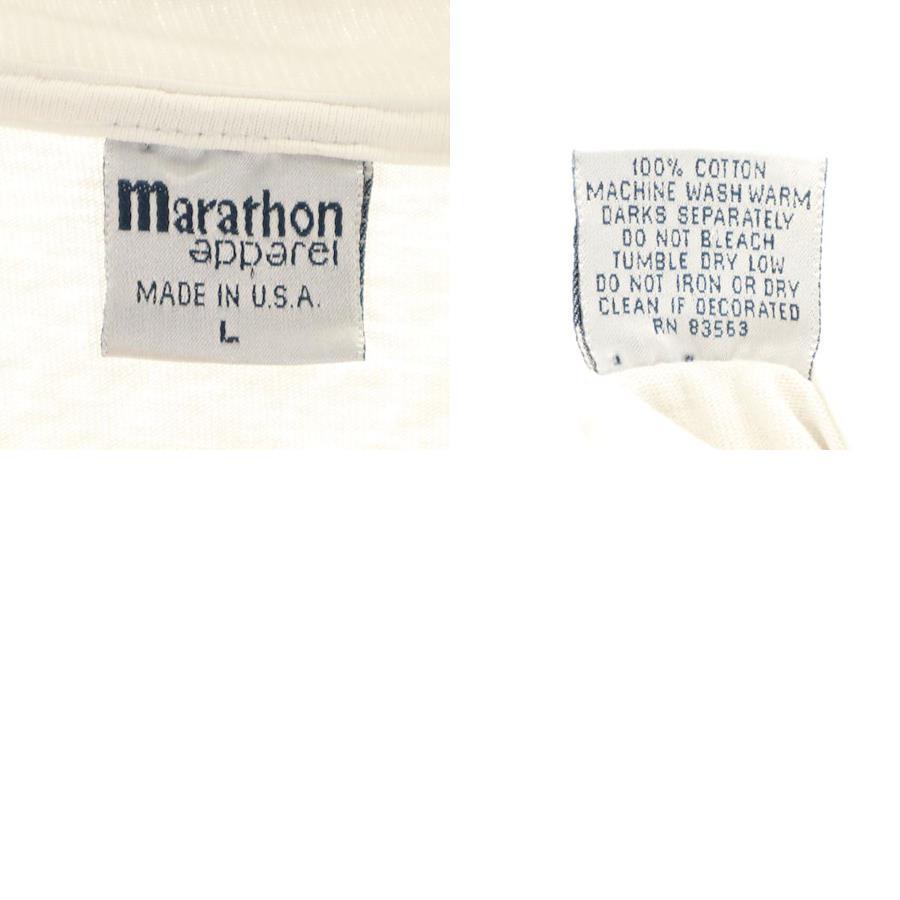 marathon
apparel
MADE IN U.S.A.
L
100% COTTON
MACHINE WASH WARM
DARKS SEPARATELY
DO NOT BLEACH
TUMBLE DRY LOW
DO NOT IRON OR DRY
CLEAN IF DECORATED
RN 83563